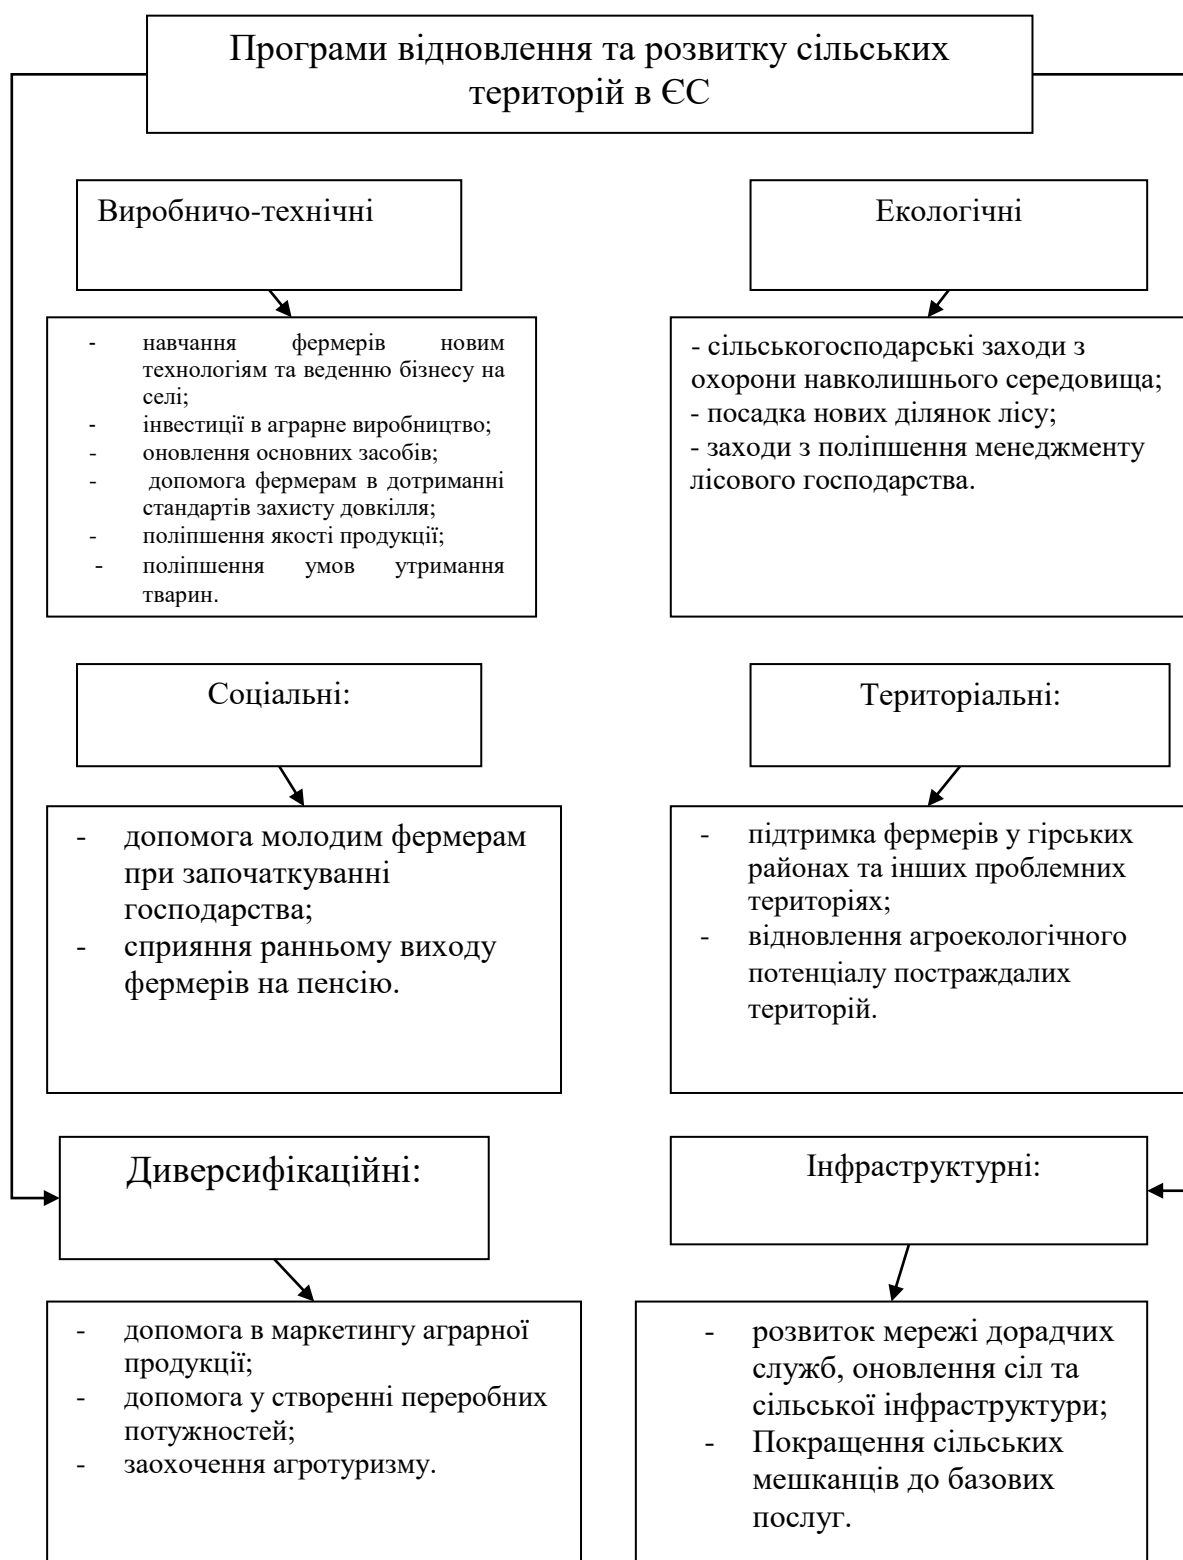 Програми відновлення та розвитку сільських
територій в ЄС
Виробничо-технічні
Екологічні
- навчання фермерів новим
технологіям та веденню бізнесу на
селі;
- інвестиції в аграрне виробництво;
- оновлення основних засобів;
- допомога фермерам в дотриманні
стандартів захисту довкілля;
- поліпшення якості продукції;
- поліпшення умов утримання
тварин.
- сільськогосподарські заходи з
охорони навколишнього середовища;
- посадка нових ділянок лісу;
- заходи з поліпшення менеджменту
лісового господарства.
Соціальні:
Територіальні:
- допомога молодим фермерам
при започаткуванні
господарства;
- сприяння ранньому виходу
фермерів на пенсію.
- підтримка фермерів у гірських
районах та інших проблемних
територіях;
- відновлення агроекологічного
потенціалу постраждалих
територій.
Диверсифікаційні:
Інфраструктурні:
- допомога в маркетингу аграрної
продукції;
- допомога у створенні переробних
потужностей;
- заохочення агротуризму.
- розвиток мережі дорадчих
служб, оновлення сіл та
сільської інфраструктури;
- Покращення сільських
мешканців до базових
послуг.